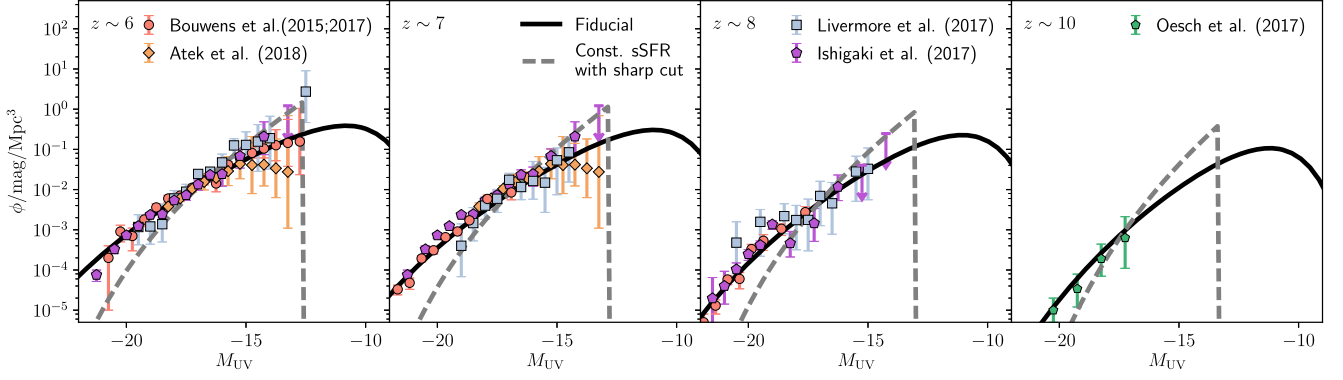 z ∼ 6
Bouwens et al.(2015;2017)
Atek et al. (2018)
z ∼ 7
Fiducial
Const. sSFR
with sharp cut
z ∼ 8
Livermore et al. (2017)
Ishigaki et al. (2017)
z ∼ 10
Oesch et al. (2017)
ϕ/mag/Mpc³
10²
10¹
10⁰
10⁻¹
10⁻²
10⁻³
10⁻⁴
10⁻⁵
−20 −15 −10
−20 −15 −10
−20 −15 −10
−20 −15 −10
M_UV
M_UV
M_UV
M_UV